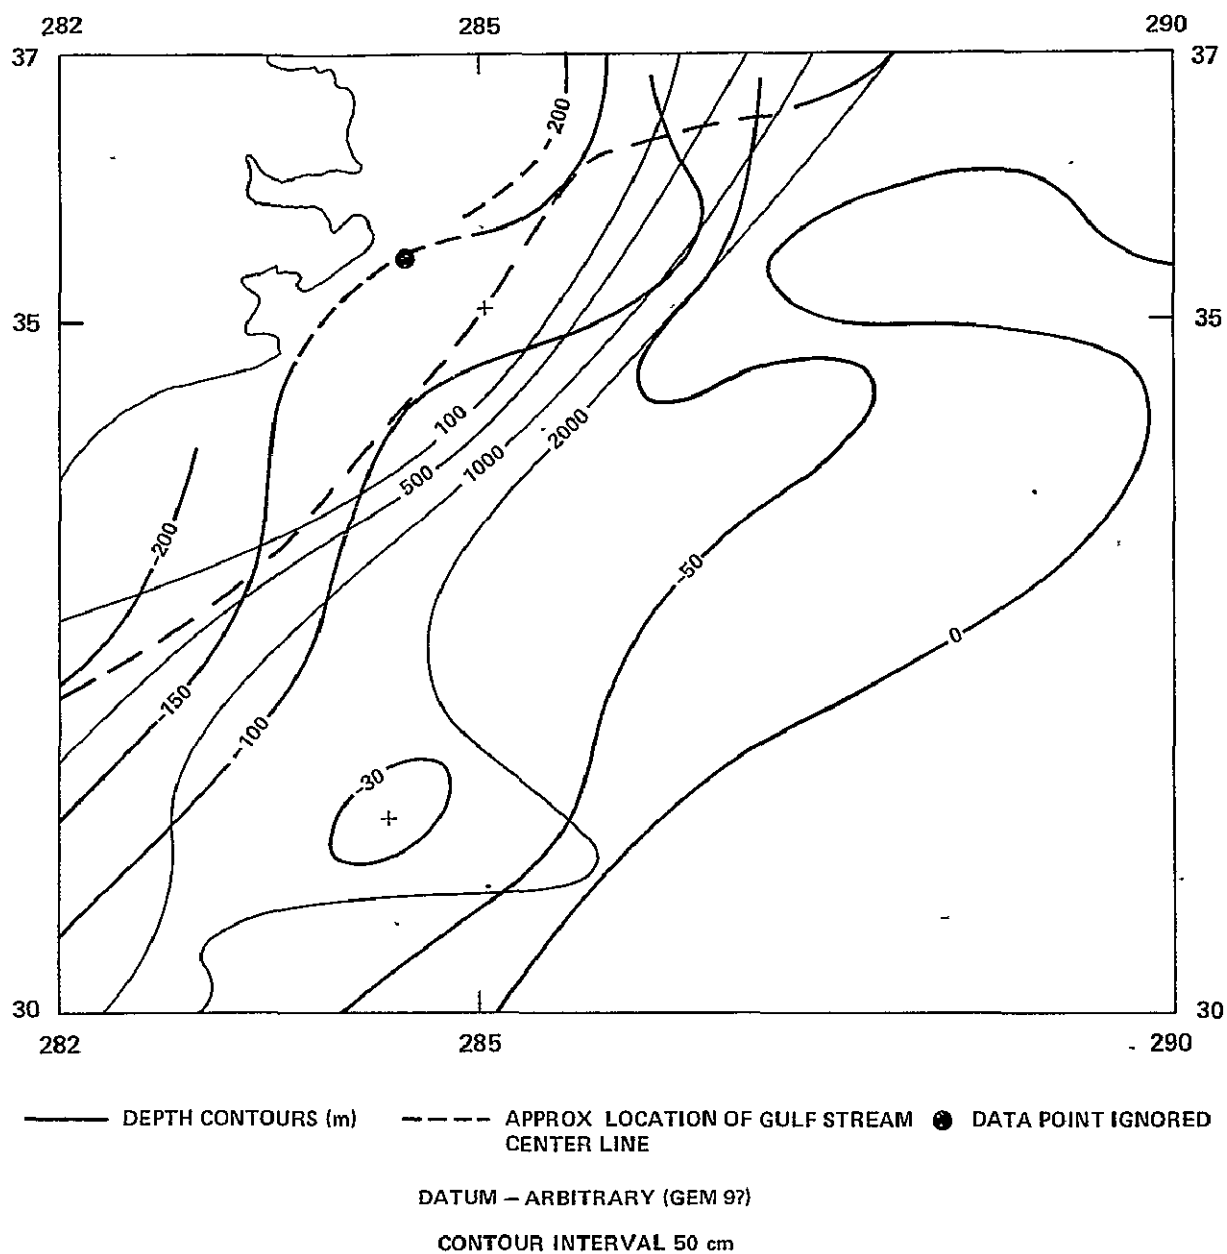 282 285 290
37 37
200
35 35
100
2000
1000
500
-200
-50
0
-150
-100
-30
30 30
282 285 290
DEPTH CONTOURS (m) APPROX LOCATION OF GULF STREAM CENTER LINE DATA POINT IGNORED
DATUM – ARBITRARY (GEM 9?)
CONTOUR INTERVAL 50 cm